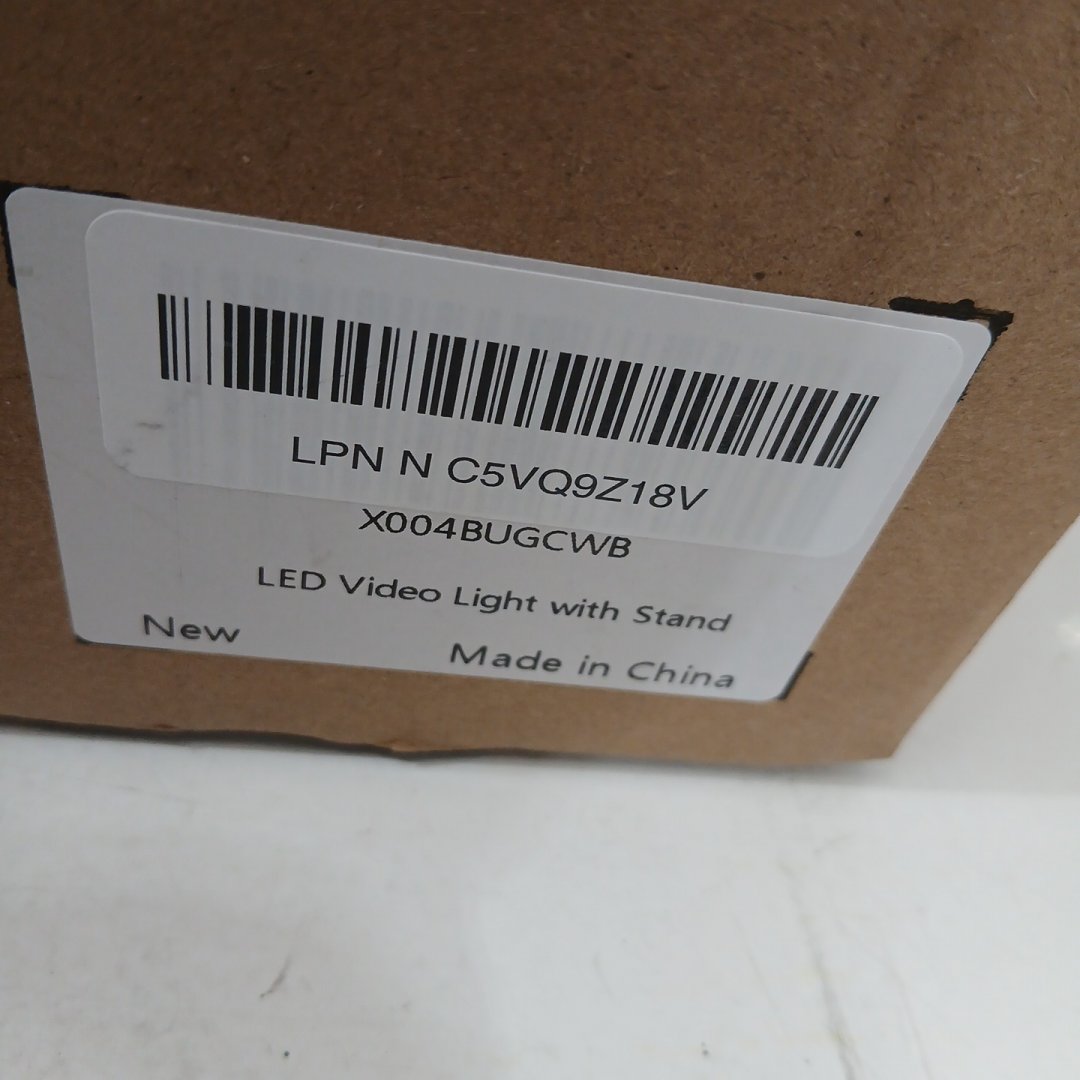 LPN N C5VQ9Z18V
X004BUGCWB
LED Video Light with Stand
New
Made in China